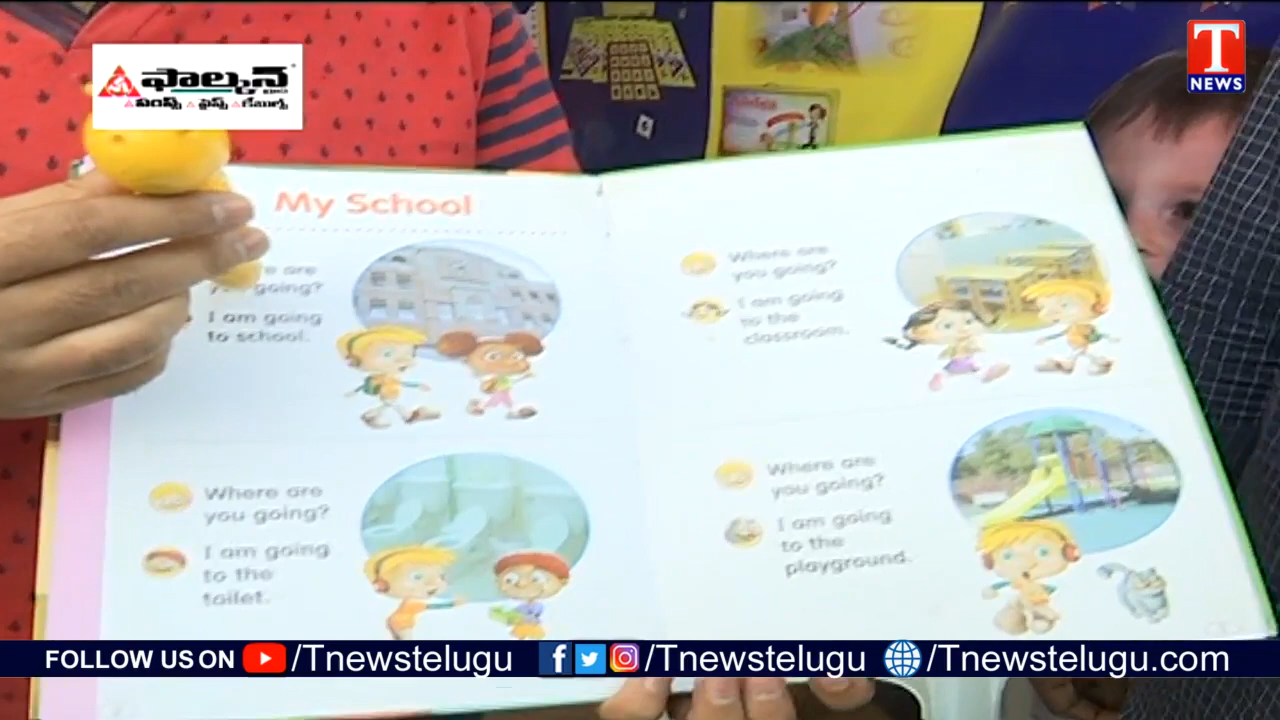 ఫాల్కన్
పంప్స్ పైప్స్ కేబుల్స్
T
NEWS
My School
are
you going?
I am going
to school.
Where are
you going?
I am going
to the
toilet.
Where are
you going?
I am going
to the
classroom.
Where are
you going?
I am going
to the
playground.
FOLLOW US ON /Tnewstelugu /Tnewstelugu /Tnewstelugu.com